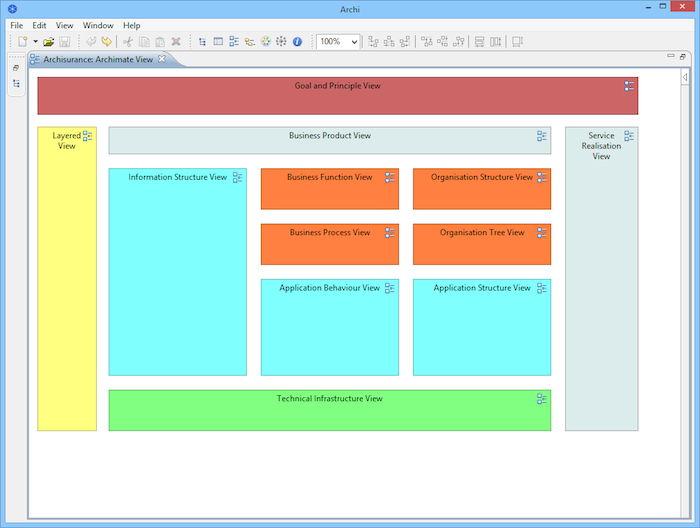 Archi
File Edit View Window Help
100%
Archisurance: Archimate View
Goal and Principle View
Layered
View
Business Product View
Service
Realisation
View
Information Structure View
Business Function View
Organisation Structure View
Business Process View
Organisation Tree View
Application Behaviour View
Application Structure View
Technical Infrastructure View